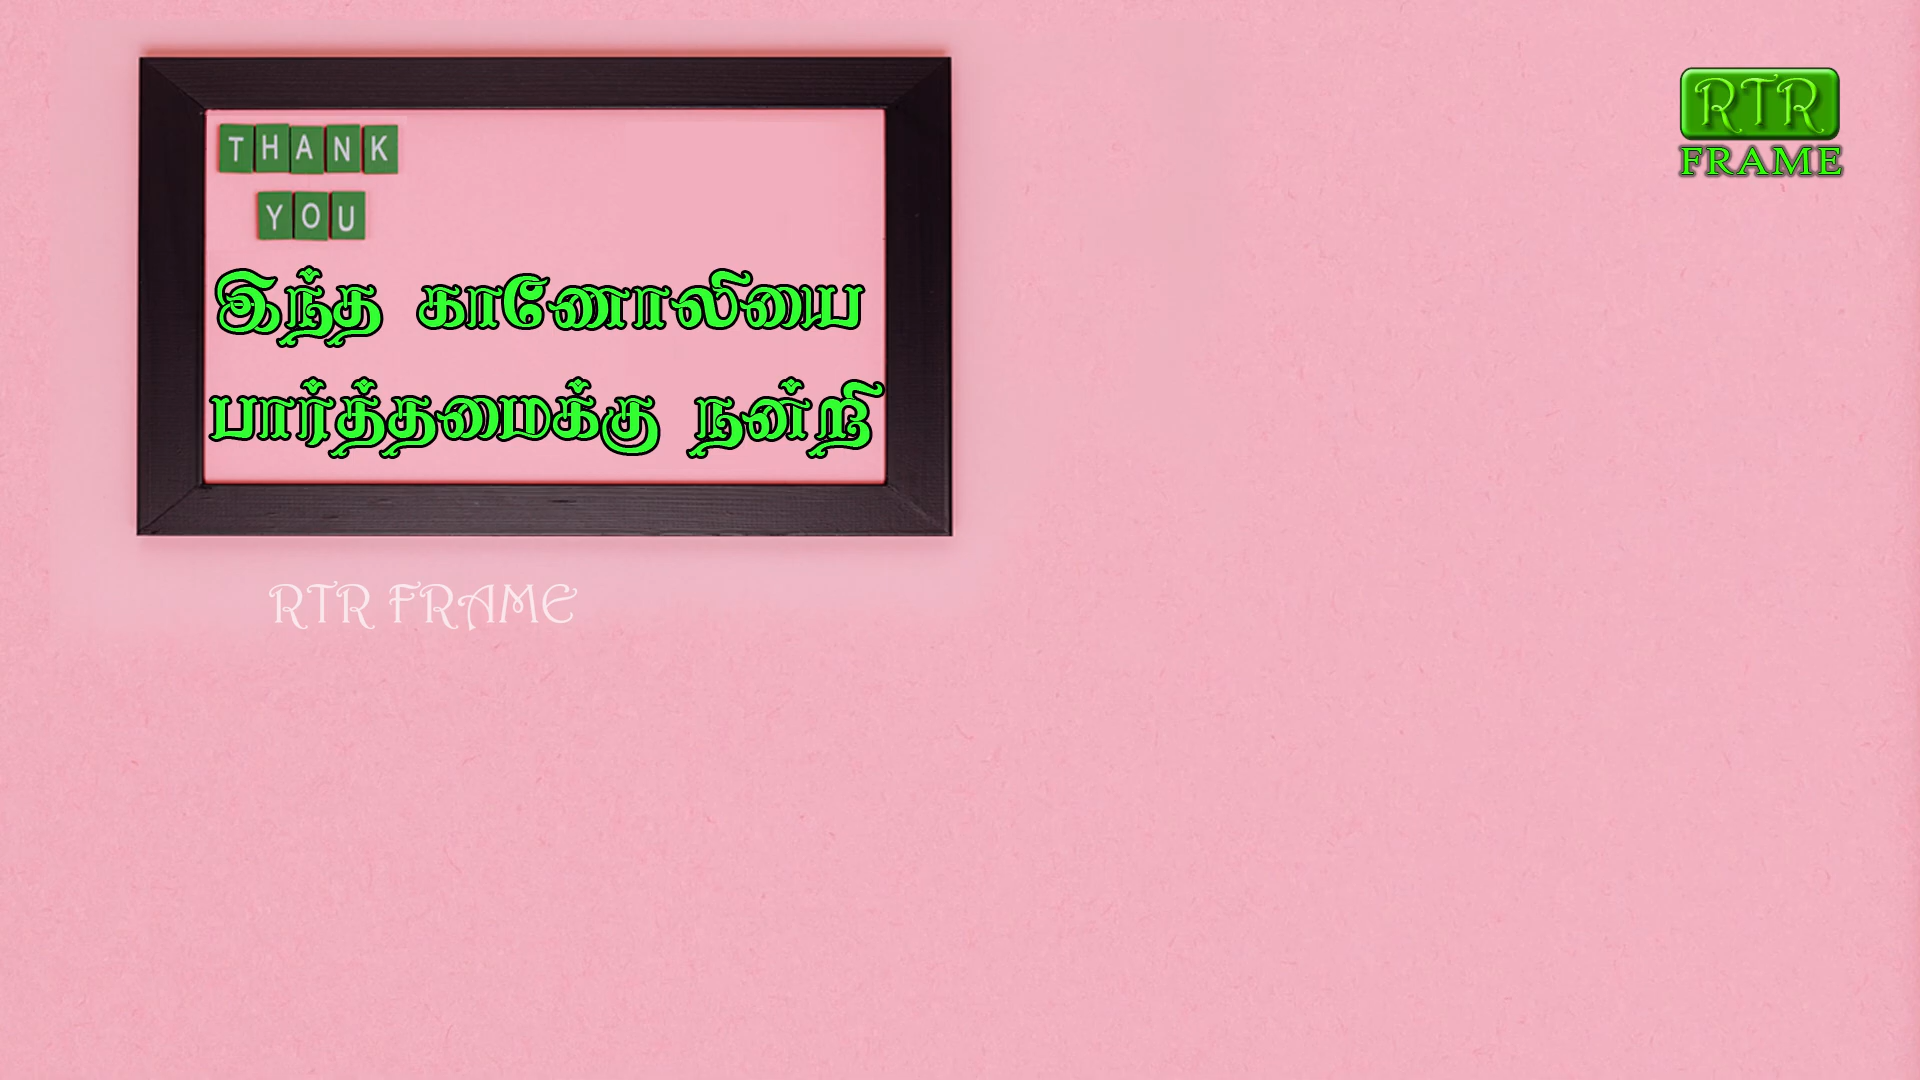 THANK
YOU
இந்த காணோலியை
பார்த்தமைக்கு நன்றி
RTR FRAME
RTR
FRAME